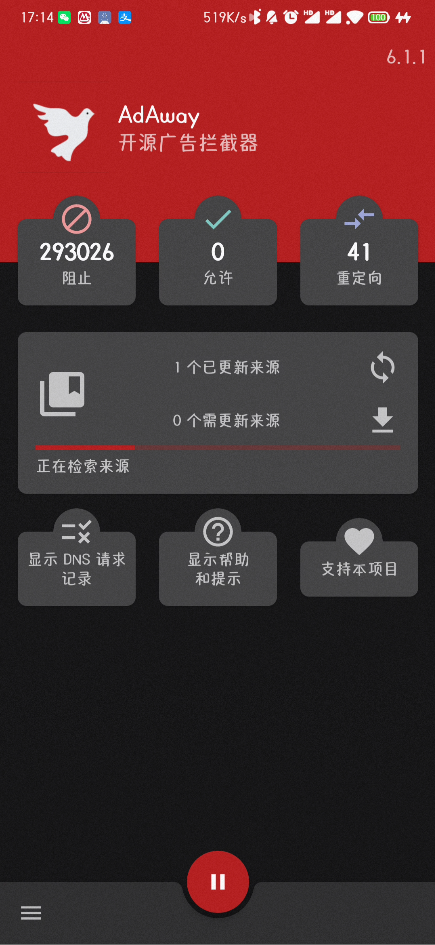 17:14 519K/s HD HD 100
6.1.1
AdAway
开源广告拦截器
293026 0 41
阻止 允许 重定向
1 个已更新来源
0 个需更新来源
正在检索来源
显示 DNS 请求
记录
显示帮助
和提示
支持本项目